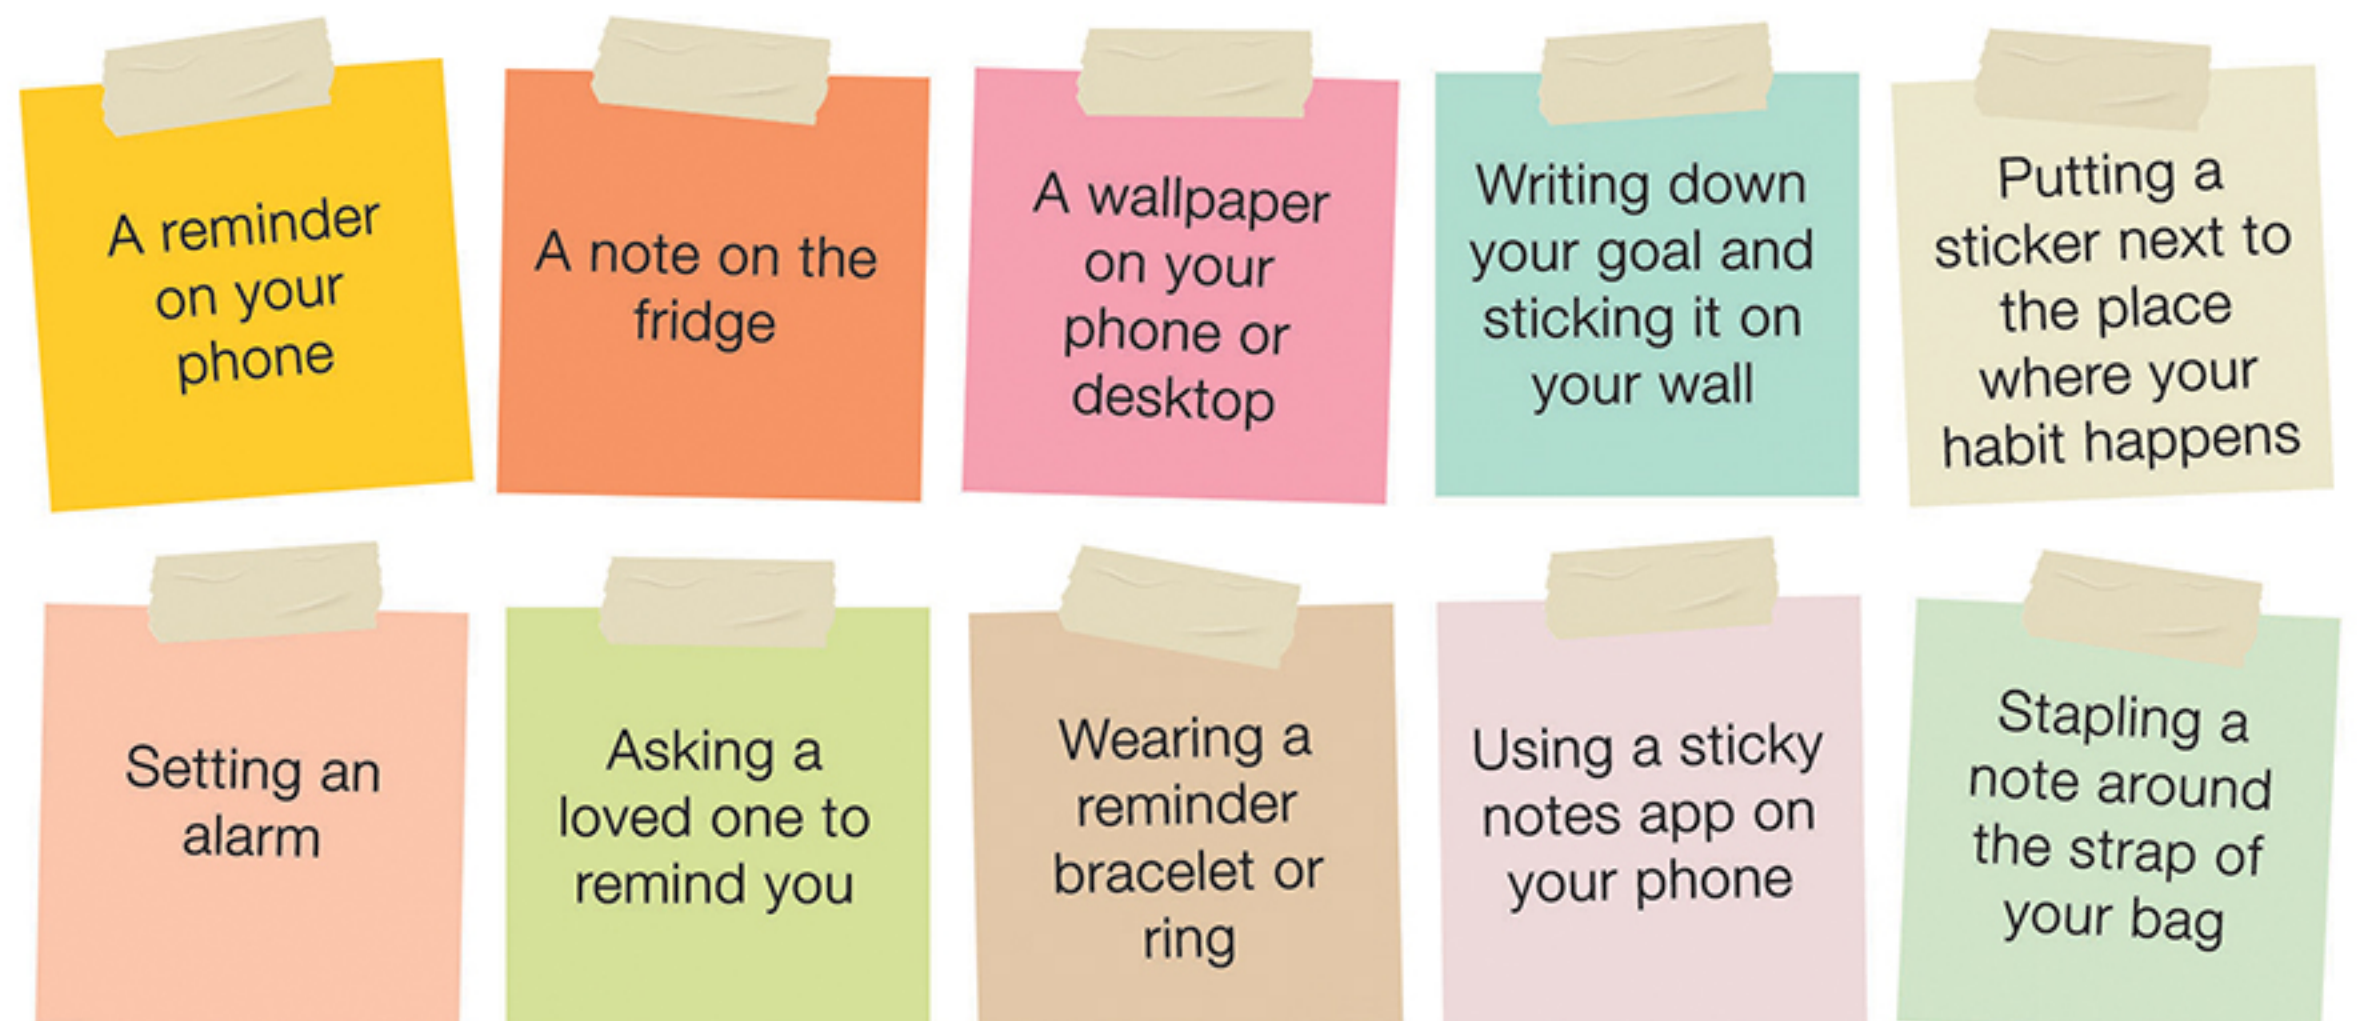 A reminder
on your
phone
A note on the
fridge
A wallpaper
on your
phone or
desktop
Writing down
your goal and
sticking it on
your wall
Putting a
sticker next to
the place
where your
habit happens
Setting an
alarm
Asking a
loved one to
remind you
Wearing a
reminder
bracelet or
ring
Using a sticky
notes app on
your phone
Stapling a
note around
the strap of
your bag